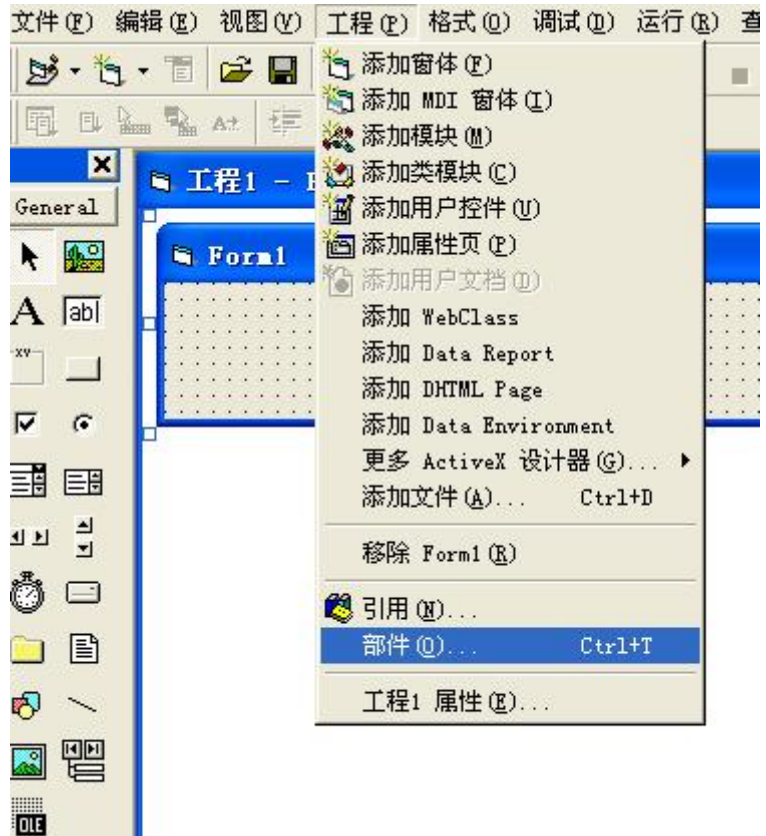 文件(F) 编辑(E) 视图(V) 工程(P) 格式(O) 调试(D) 运行(R) 查
添加窗体(F)
添加 MDI 窗体(I)
添加模块(M)
添加类模块(C)
添加用户控件(U)
添加属性页(P)
添加用户文档(D)
添加 WebClass
添加 Data Report
添加 DHTML Page
添加 Data Environment
更多 ActiveX 设计器(G)...
添加文件(A)... Ctrl+D
移除 Form1(R)
引用(N)...
部件(O)... Ctrl+T
工程1 属性(E)...
工程1 -
General
Form1
A
ab|
xv
OLE